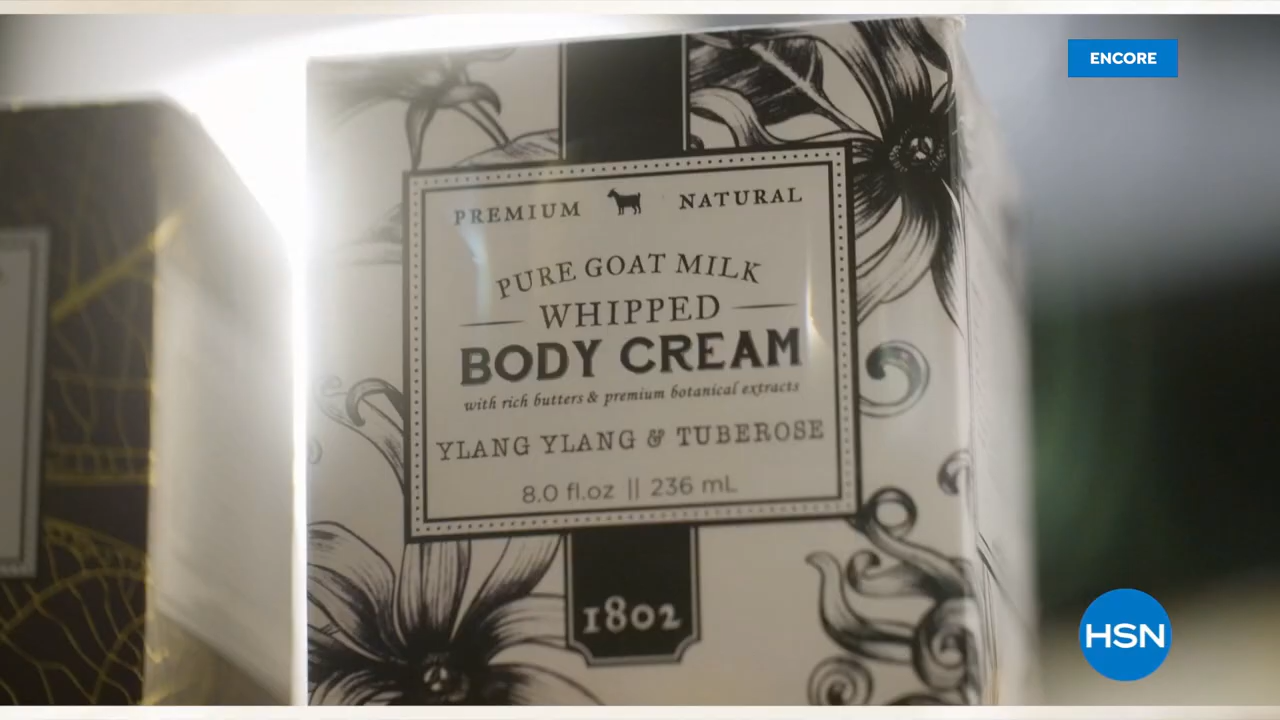 ENCORE
PREMIUM NATURAL
PURE GOAT MILK
WHIPPED
BODY CREAM
with rich butters & premium botanical extracts
YLANG YLANG & TUBEROSE
8.0 fl.oz || 236 mL
1802
HSN